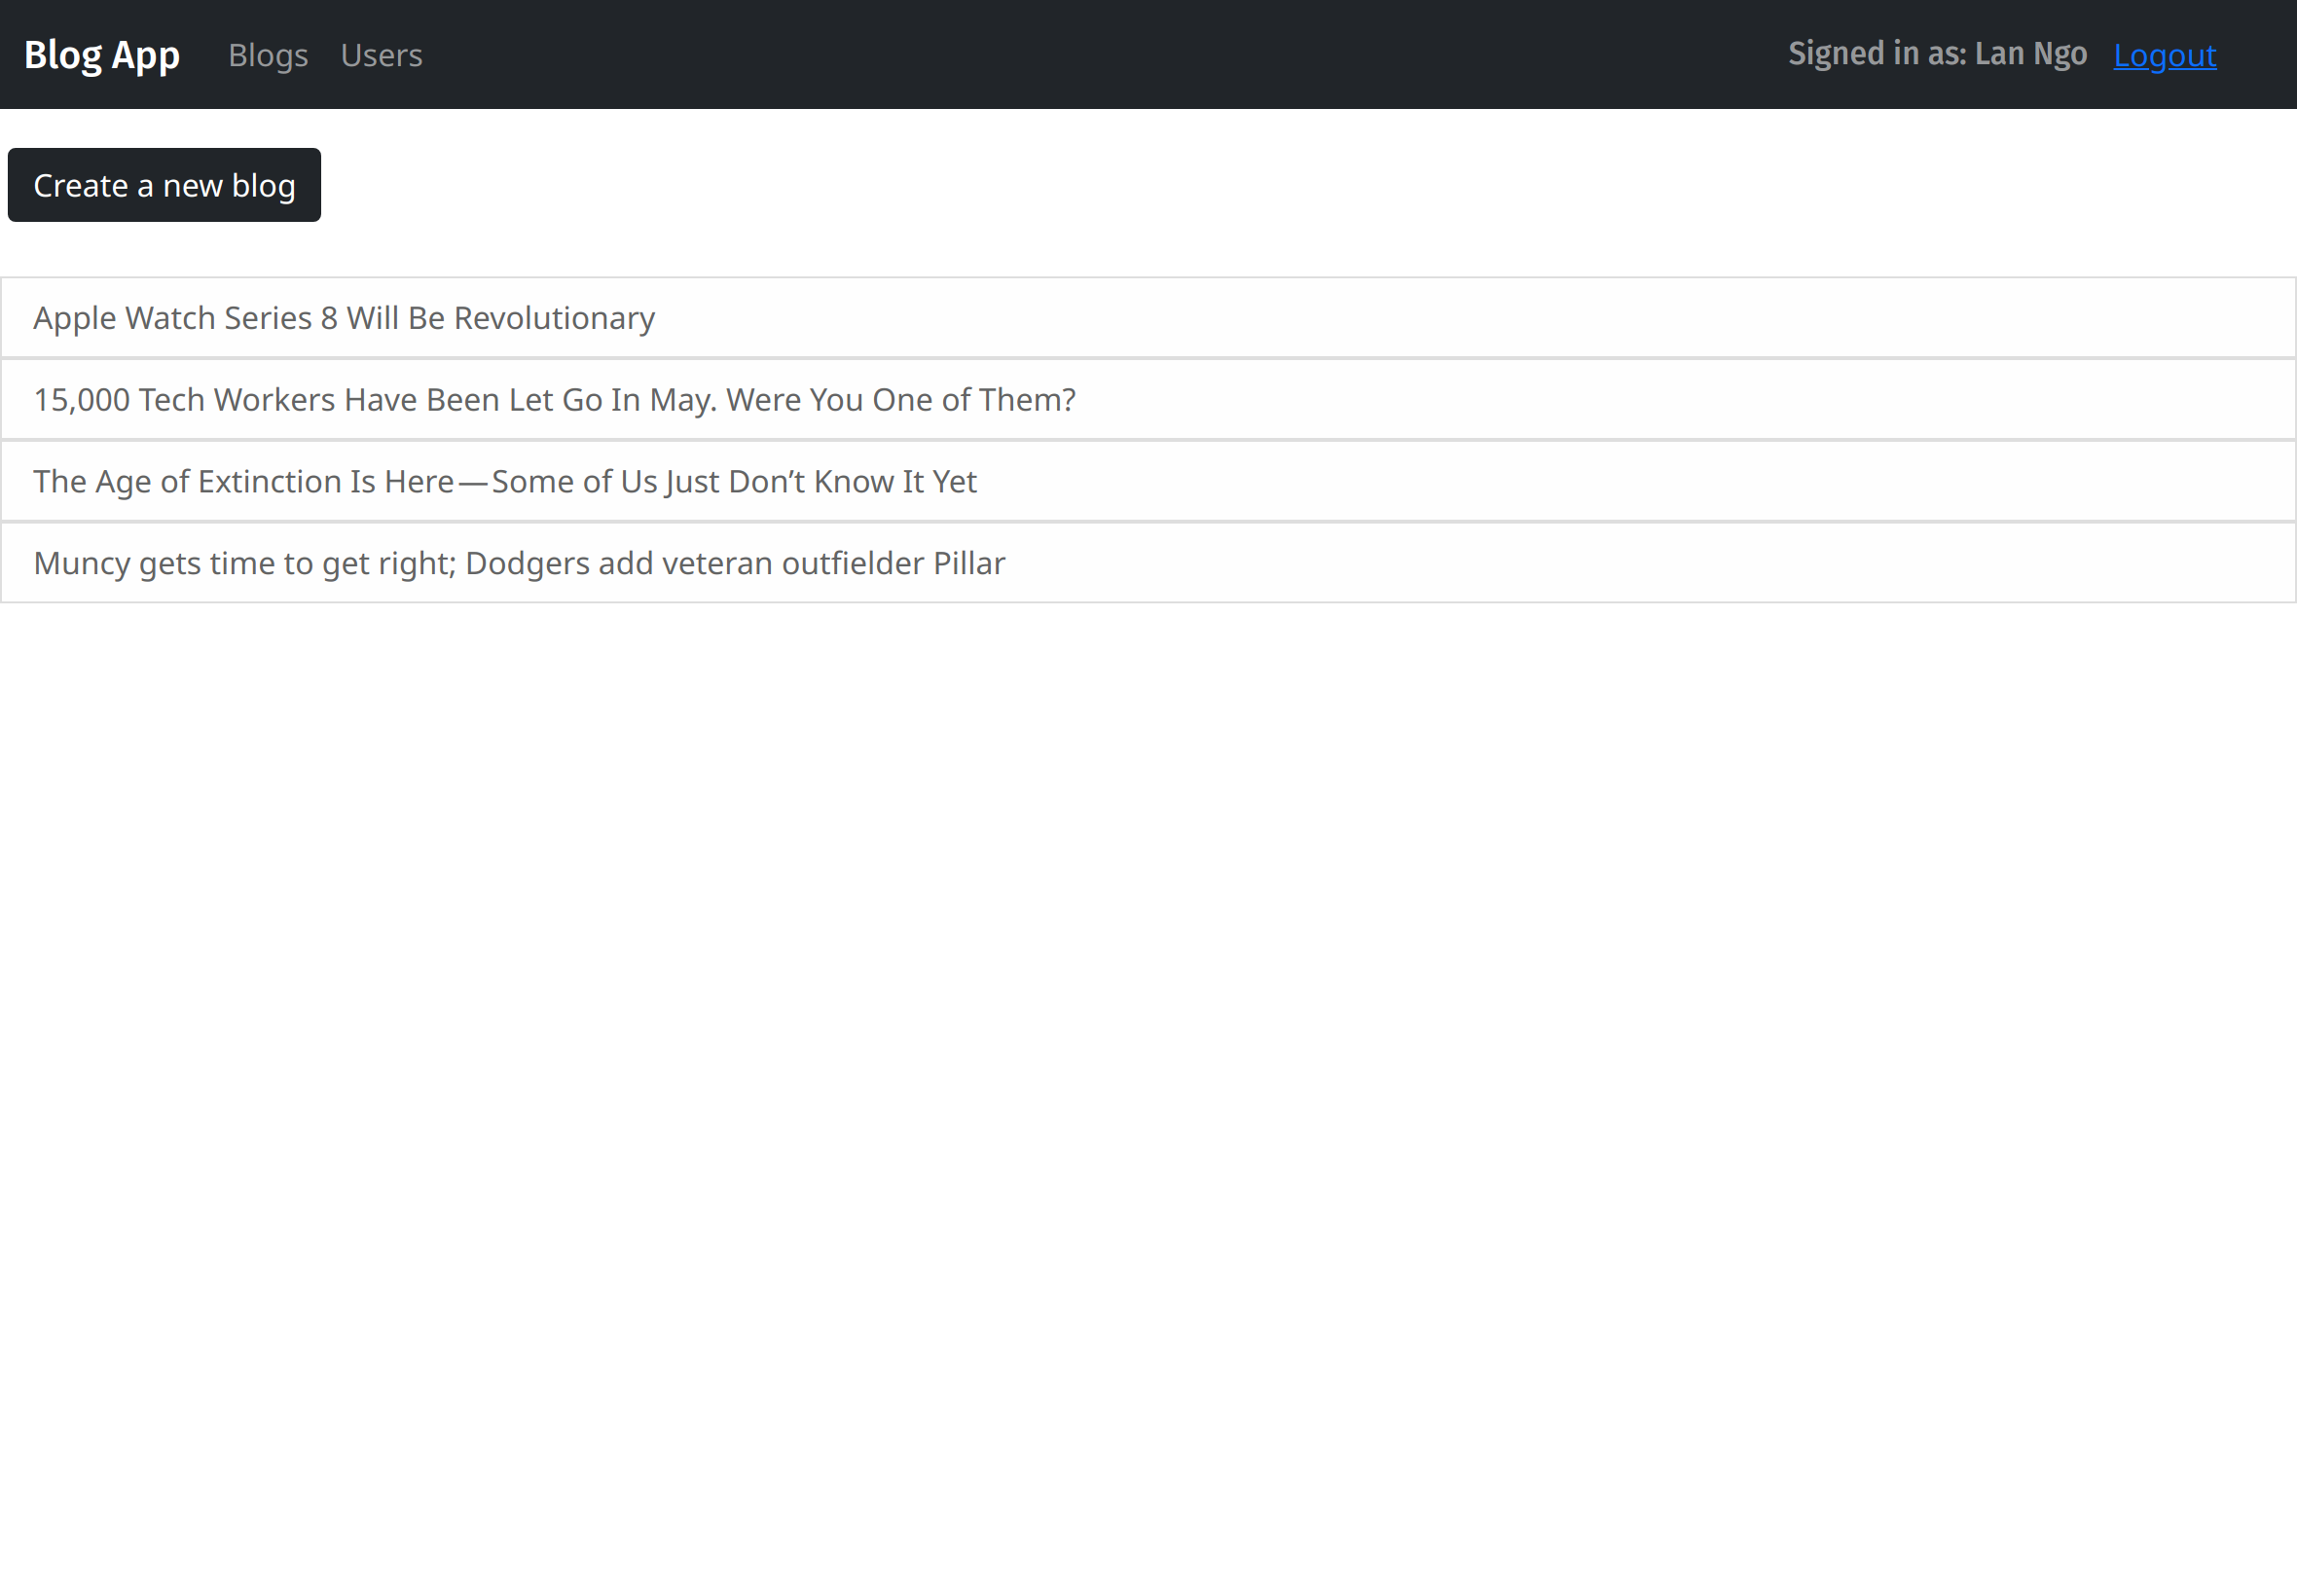 Blog App Blogs Users Signed in as: Lan Ngo Logout
Create a new blog
Apple Watch Series 8 Will Be Revolutionary
15,000 Tech Workers Have Been Let Go In May. Were You One of Them?
The Age of Extinction Is Here — Some of Us Just Don’t Know It Yet
Muncy gets time to get right; Dodgers add veteran outfielder Pillar